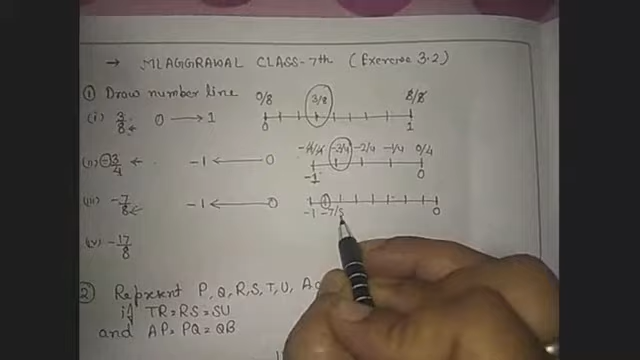 → MLAGGRAWAL CLASS-7th (Exercise 3.2)
① Draw number line
(i) 3/8 0 → 1 0/8 3/8 8/8
0 1
(ii) -3/4 ← -1 ← 0 -4/4 -3/4 -2/4 -1/4 0/4
-1 0
(iii) -7/8 -1 ← 0
-1 -7/8 0
(iv) -17/8
② Represent P, Q, R, S, T, U,
if TR=RS=SU
and AP=PQ=QB